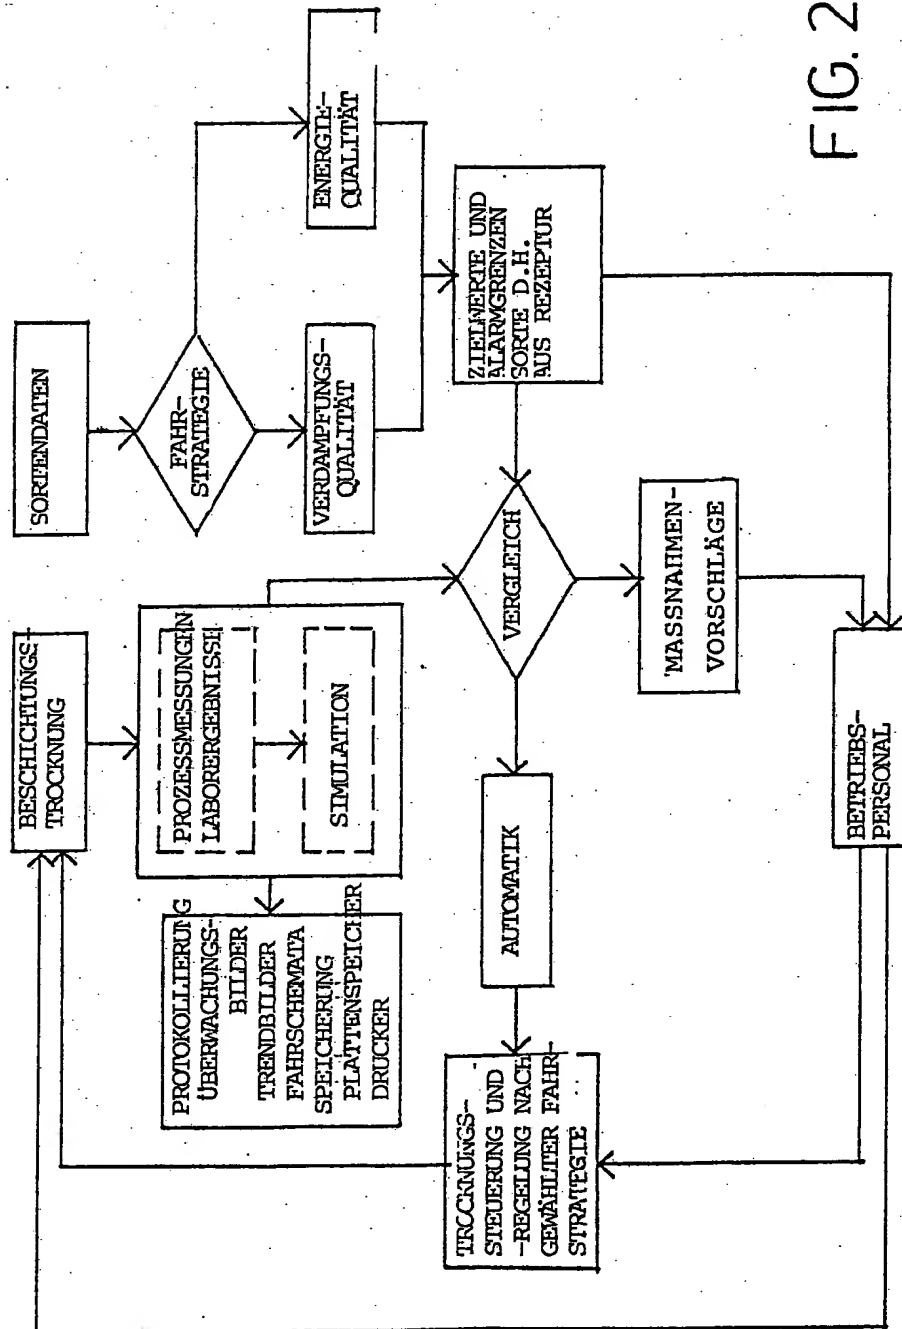 SORFENDATEN
FAHR-
STRATEGIE
VERDAMPFUNGS-
QUALITÄT
ENERGIE-
QUALITÄT
ZIELWERTE UND
ALARMGRENZEN
SORTE D.H.
AUS REZEPTUR
BESCHICHTUNGS-
TROCKNUNG
PROZESSMESSUNGEN
LABORERGEBNISSE
SIMULATION
VERGLEICH
MASSNAHMEN-
VORSCHLÄGE
PROTOKOLLIERUNG
ÜBERWACHUNGS-
BILDER
TRENDBILDER
FAHRSCHEMATA
SPEICHERUNG
PLATTENSPEICHER
DRUCKER
AUTOMATIK
TROCKNUNGS-
STEUERUNG UND
-REGELUNG NACH
GEWÄHLTER FAHR-
STRATEGIE
BETRIEBS-
PERSONAL
FIG. 2